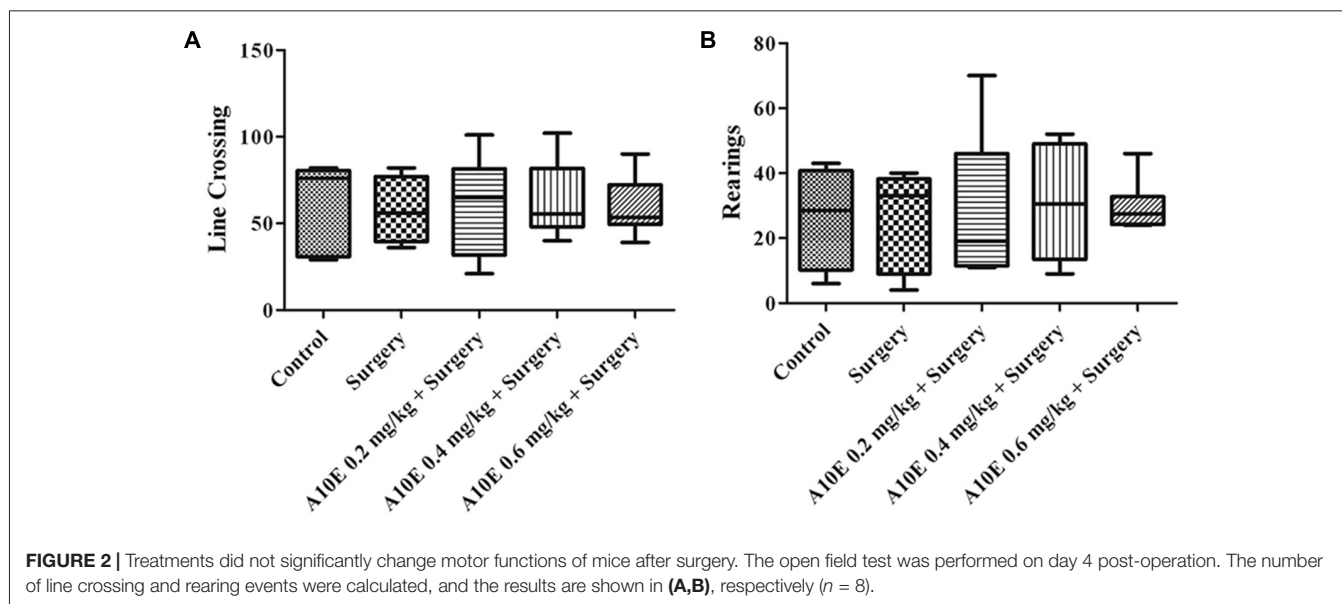 A
150
100
50
0
Line Crossing
Control
Surgery
A10E 0.2 mg/kg + Surgery
A10E 0.4 mg/kg + Surgery
A10E 0.6 mg/kg + Surgery
B
80
60
40
20
0
Rearings
Control
Surgery
A10E 0.2 mg/kg + Surgery
A10E 0.4 mg/kg + Surgery
A10E 0.6 mg/kg + Surgery
FIGURE 2 | Treatments did not significantly change motor functions of mice after surgery. The open field test was performed on day 4 post-operation. The number
of line crossing and rearing events were calculated, and the results are shown in (A,B), respectively (n = 8).